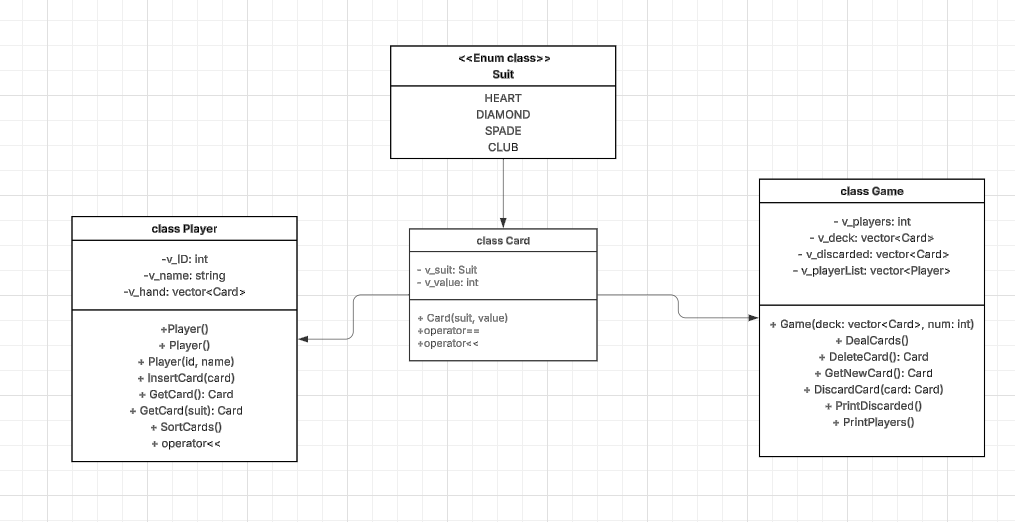 <<Enum class>>
Suit
HEART
DIAMOND
SPADE
CLUB
class Player
-v_ID: int
-v_name: string
-v_hand: vector<Card>
+Player()
+ Player()
+ Player(id, name)
+ InsertCard(card)
+ GetCard(): Card
+ GetCard(suit): Card
+ SortCards()
+ operator<<
class Card
- v_suit: Suit
- v_value: int
+ Card(suit, value)
+operator==
+operator<<
class Game
- v_players: int
- v_deck: vector<Card>
- v_discarded: vector<Card>
- v_playerList: vector<Player>
+ Game(deck: vector<Card>, num: int)
+ DealCards()
+ DeleteCard(): Card
+ GetNewCard(): Card
+ DiscardCard(card: Card)
+ PrintDiscarded()
+ PrintPlayers()